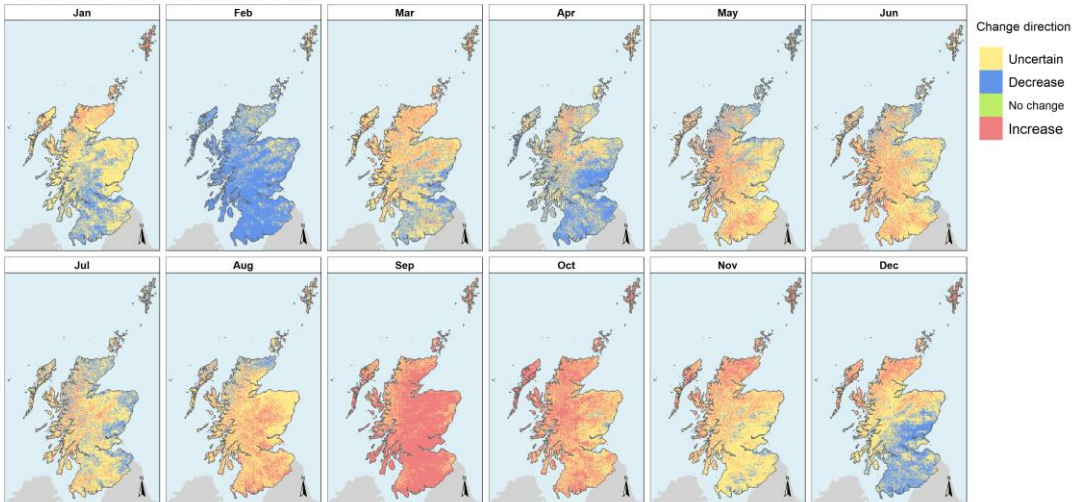 Jan
Feb
Mar
Apr
May
Jun
Change direction
Uncertain
Decrease
No change
Increase
Jul
Aug
Sep
Oct
Nov
Dec
N
N
N
N
N
N
N
N
N
N
N
N